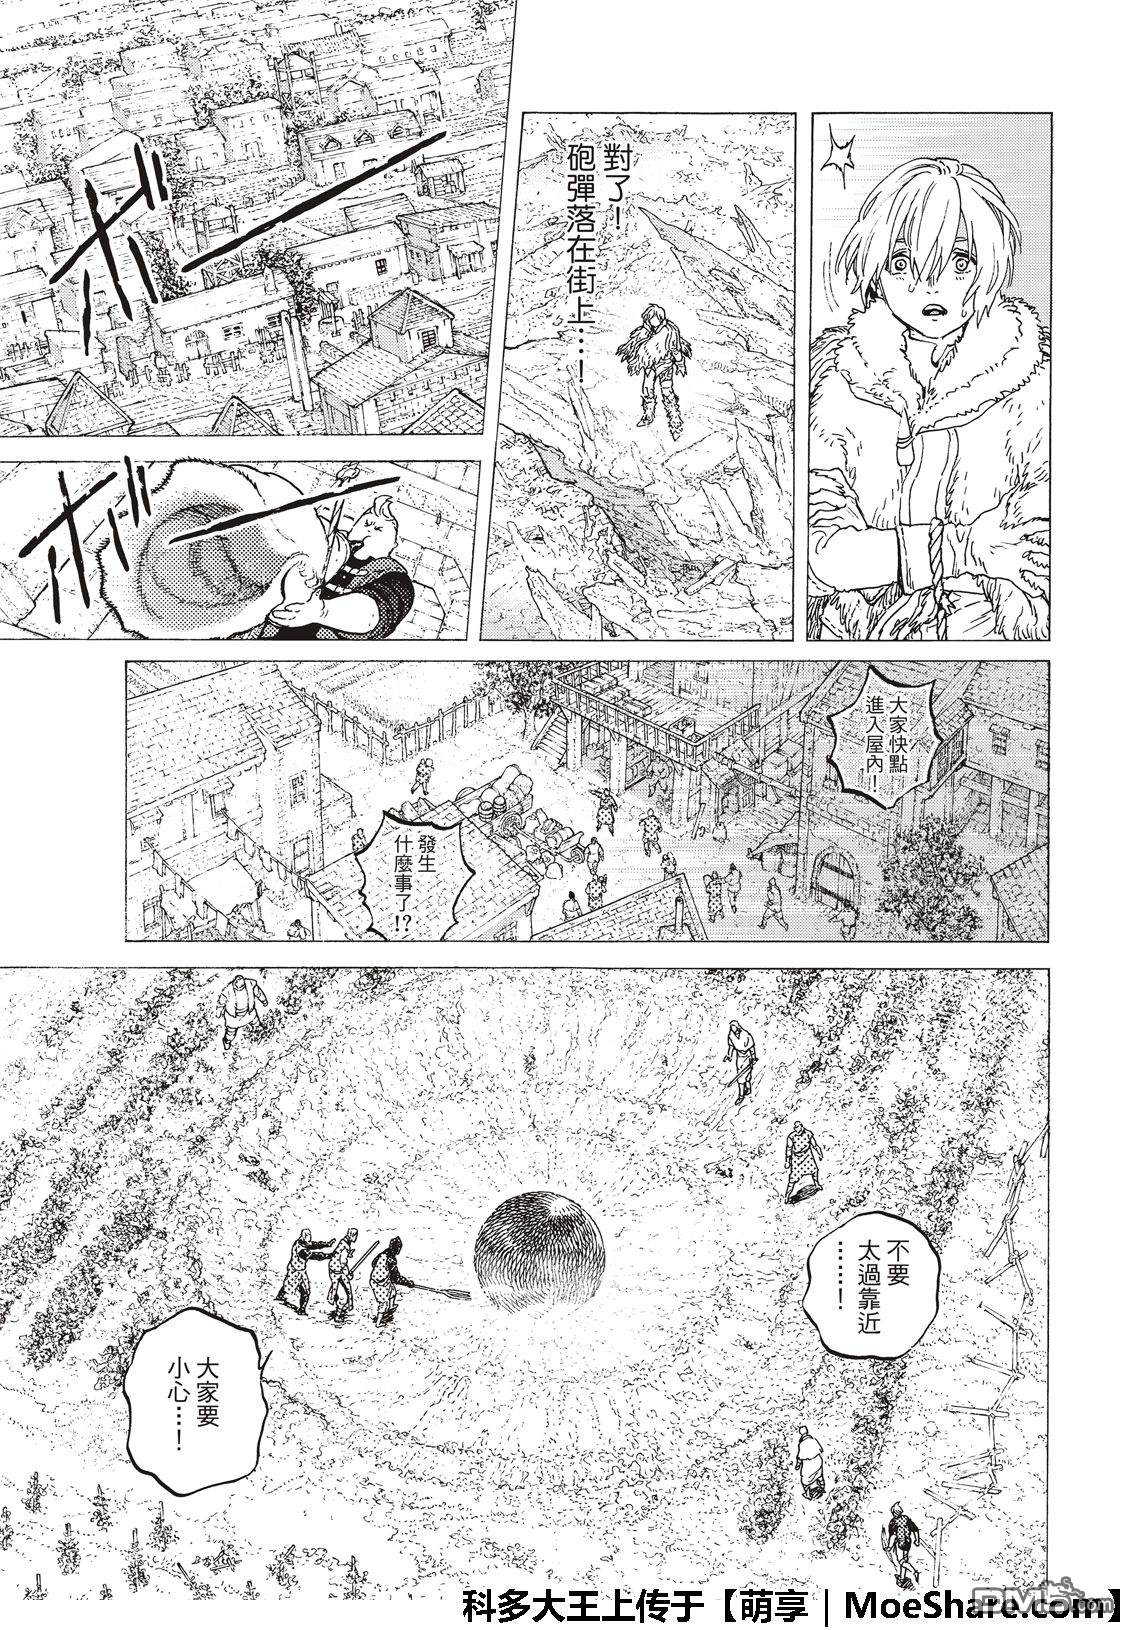 對了！
砲彈落在街上…！
ボー
ボー
大家快點
進入屋內！
發生
什麼事了!?
不要
太過靠近
……！
大家要
小心…！
科多大王上传于【萌享｜MoeShare.com】